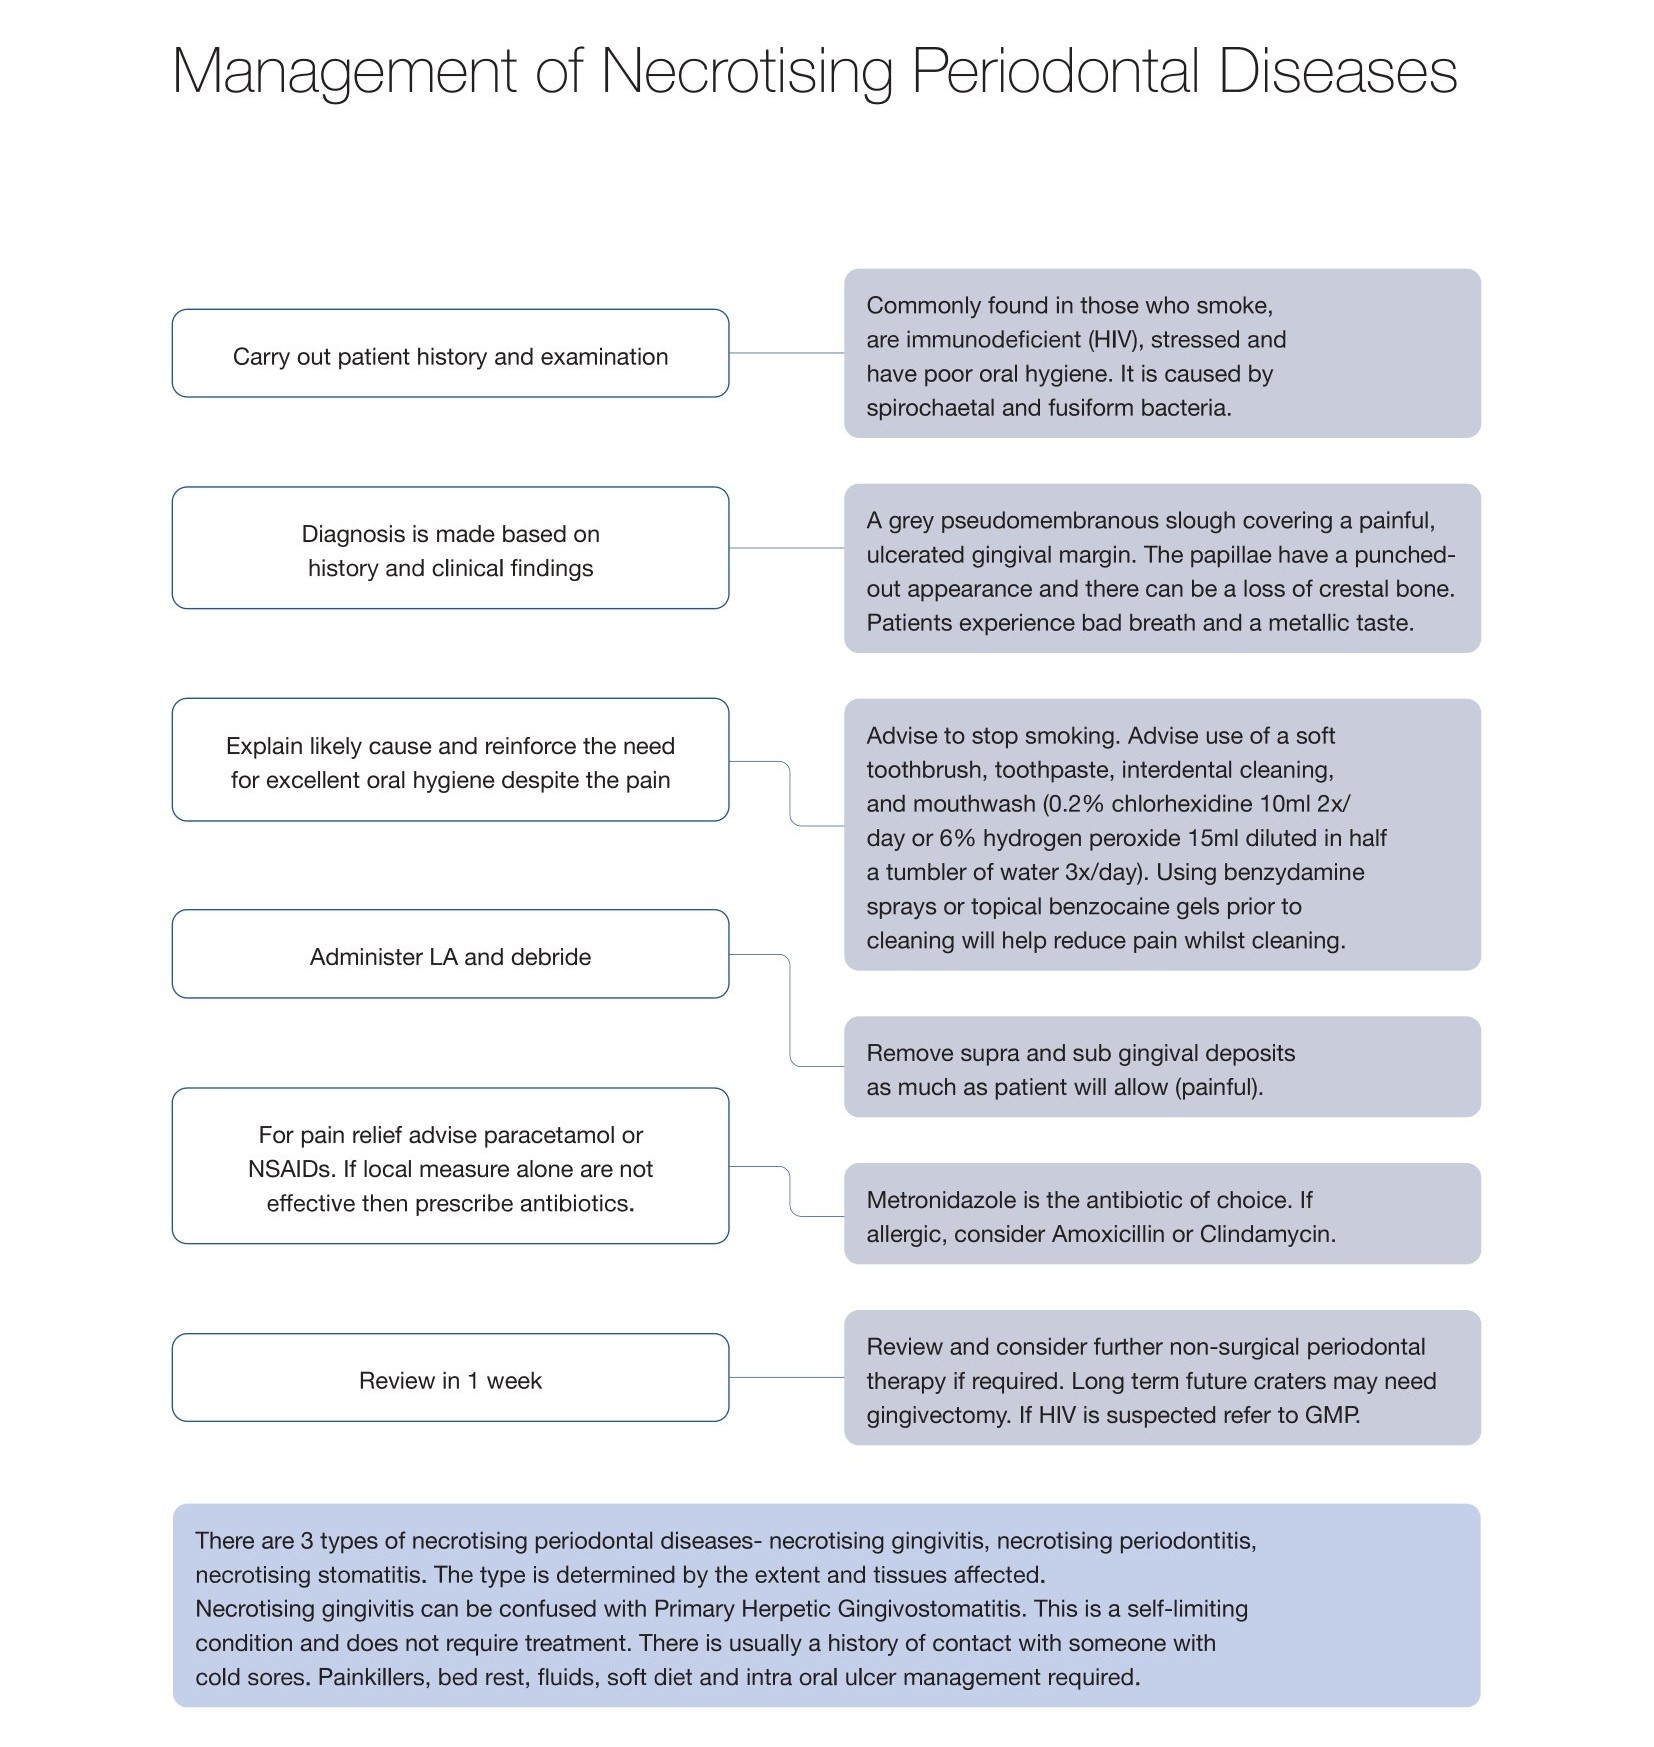 Management of Necrotising Periodontal Diseases
Carry out patient history and examination
Commonly found in those who smoke,
are immunodeficient (HIV), stressed and
have poor oral hygiene. It is caused by
spirochaetal and fusiform bacteria.
Diagnosis is made based on
history and clinical findings
A grey pseudomembranous slough covering a painful,
ulcerated gingival margin. The papillae have a punched-
out appearance and there can be a loss of crestal bone.
Patients experience bad breath and a metallic taste.
Explain likely cause and reinforce the need
for excellent oral hygiene despite the pain
Advise to stop smoking. Advise use of a soft
toothbrush, toothpaste, interdental cleaning,
and mouthwash (0.2% chlorhexidine 10ml 2x/
day or 6% hydrogen peroxide 15ml diluted in half
a tumbler of water 3x/day). Using benzydamine
sprays or topical benzocaine gels prior to
cleaning will help reduce pain whilst cleaning.
Administer LA and debride
Remove supra and sub gingival deposits
as much as patient will allow (painful).
For pain relief advise paracetamol or
NSAIDs. If local measure alone are not
effective then prescribe antibiotics.
Metronidazole is the antibiotic of choice. If
allergic, consider Amoxicillin or Clindamycin.
Review in 1 week
Review and consider further non-surgical periodontal
therapy if required. Long term future craters may need
gingivectomy. If HIV is suspected refer to GMP.
There are 3 types of necrotising periodontal diseases- necrotising gingivitis, necrotising periodontitis,
necrotising stomatitis. The type is determined by the extent and tissues affected.
Necrotising gingivitis can be confused with Primary Herpetic Gingivostomatitis. This is a self-limiting
condition and does not require treatment. There is usually a history of contact with someone with
cold sores. Painkillers, bed rest, fluids, soft diet and intra oral ulcer management required.